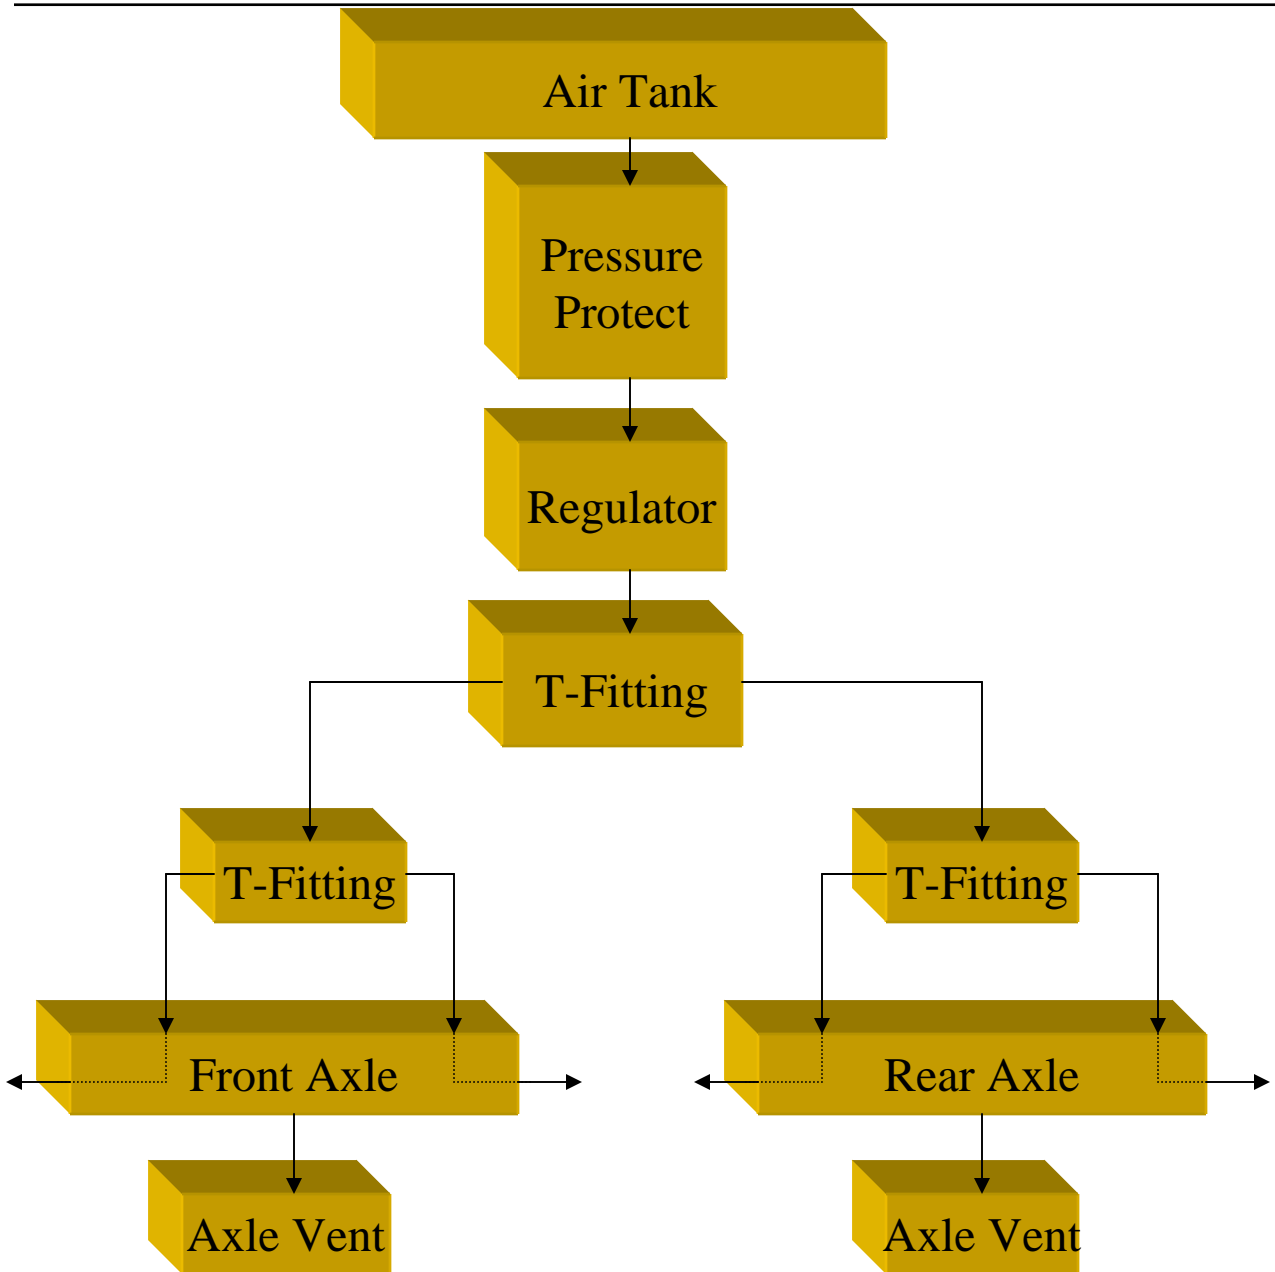 Air Tank
Pressure
Protect
Regulator
T-Fitting
T-Fitting
T-Fitting
Front Axle
Rear Axle
Axle Vent
Axle Vent